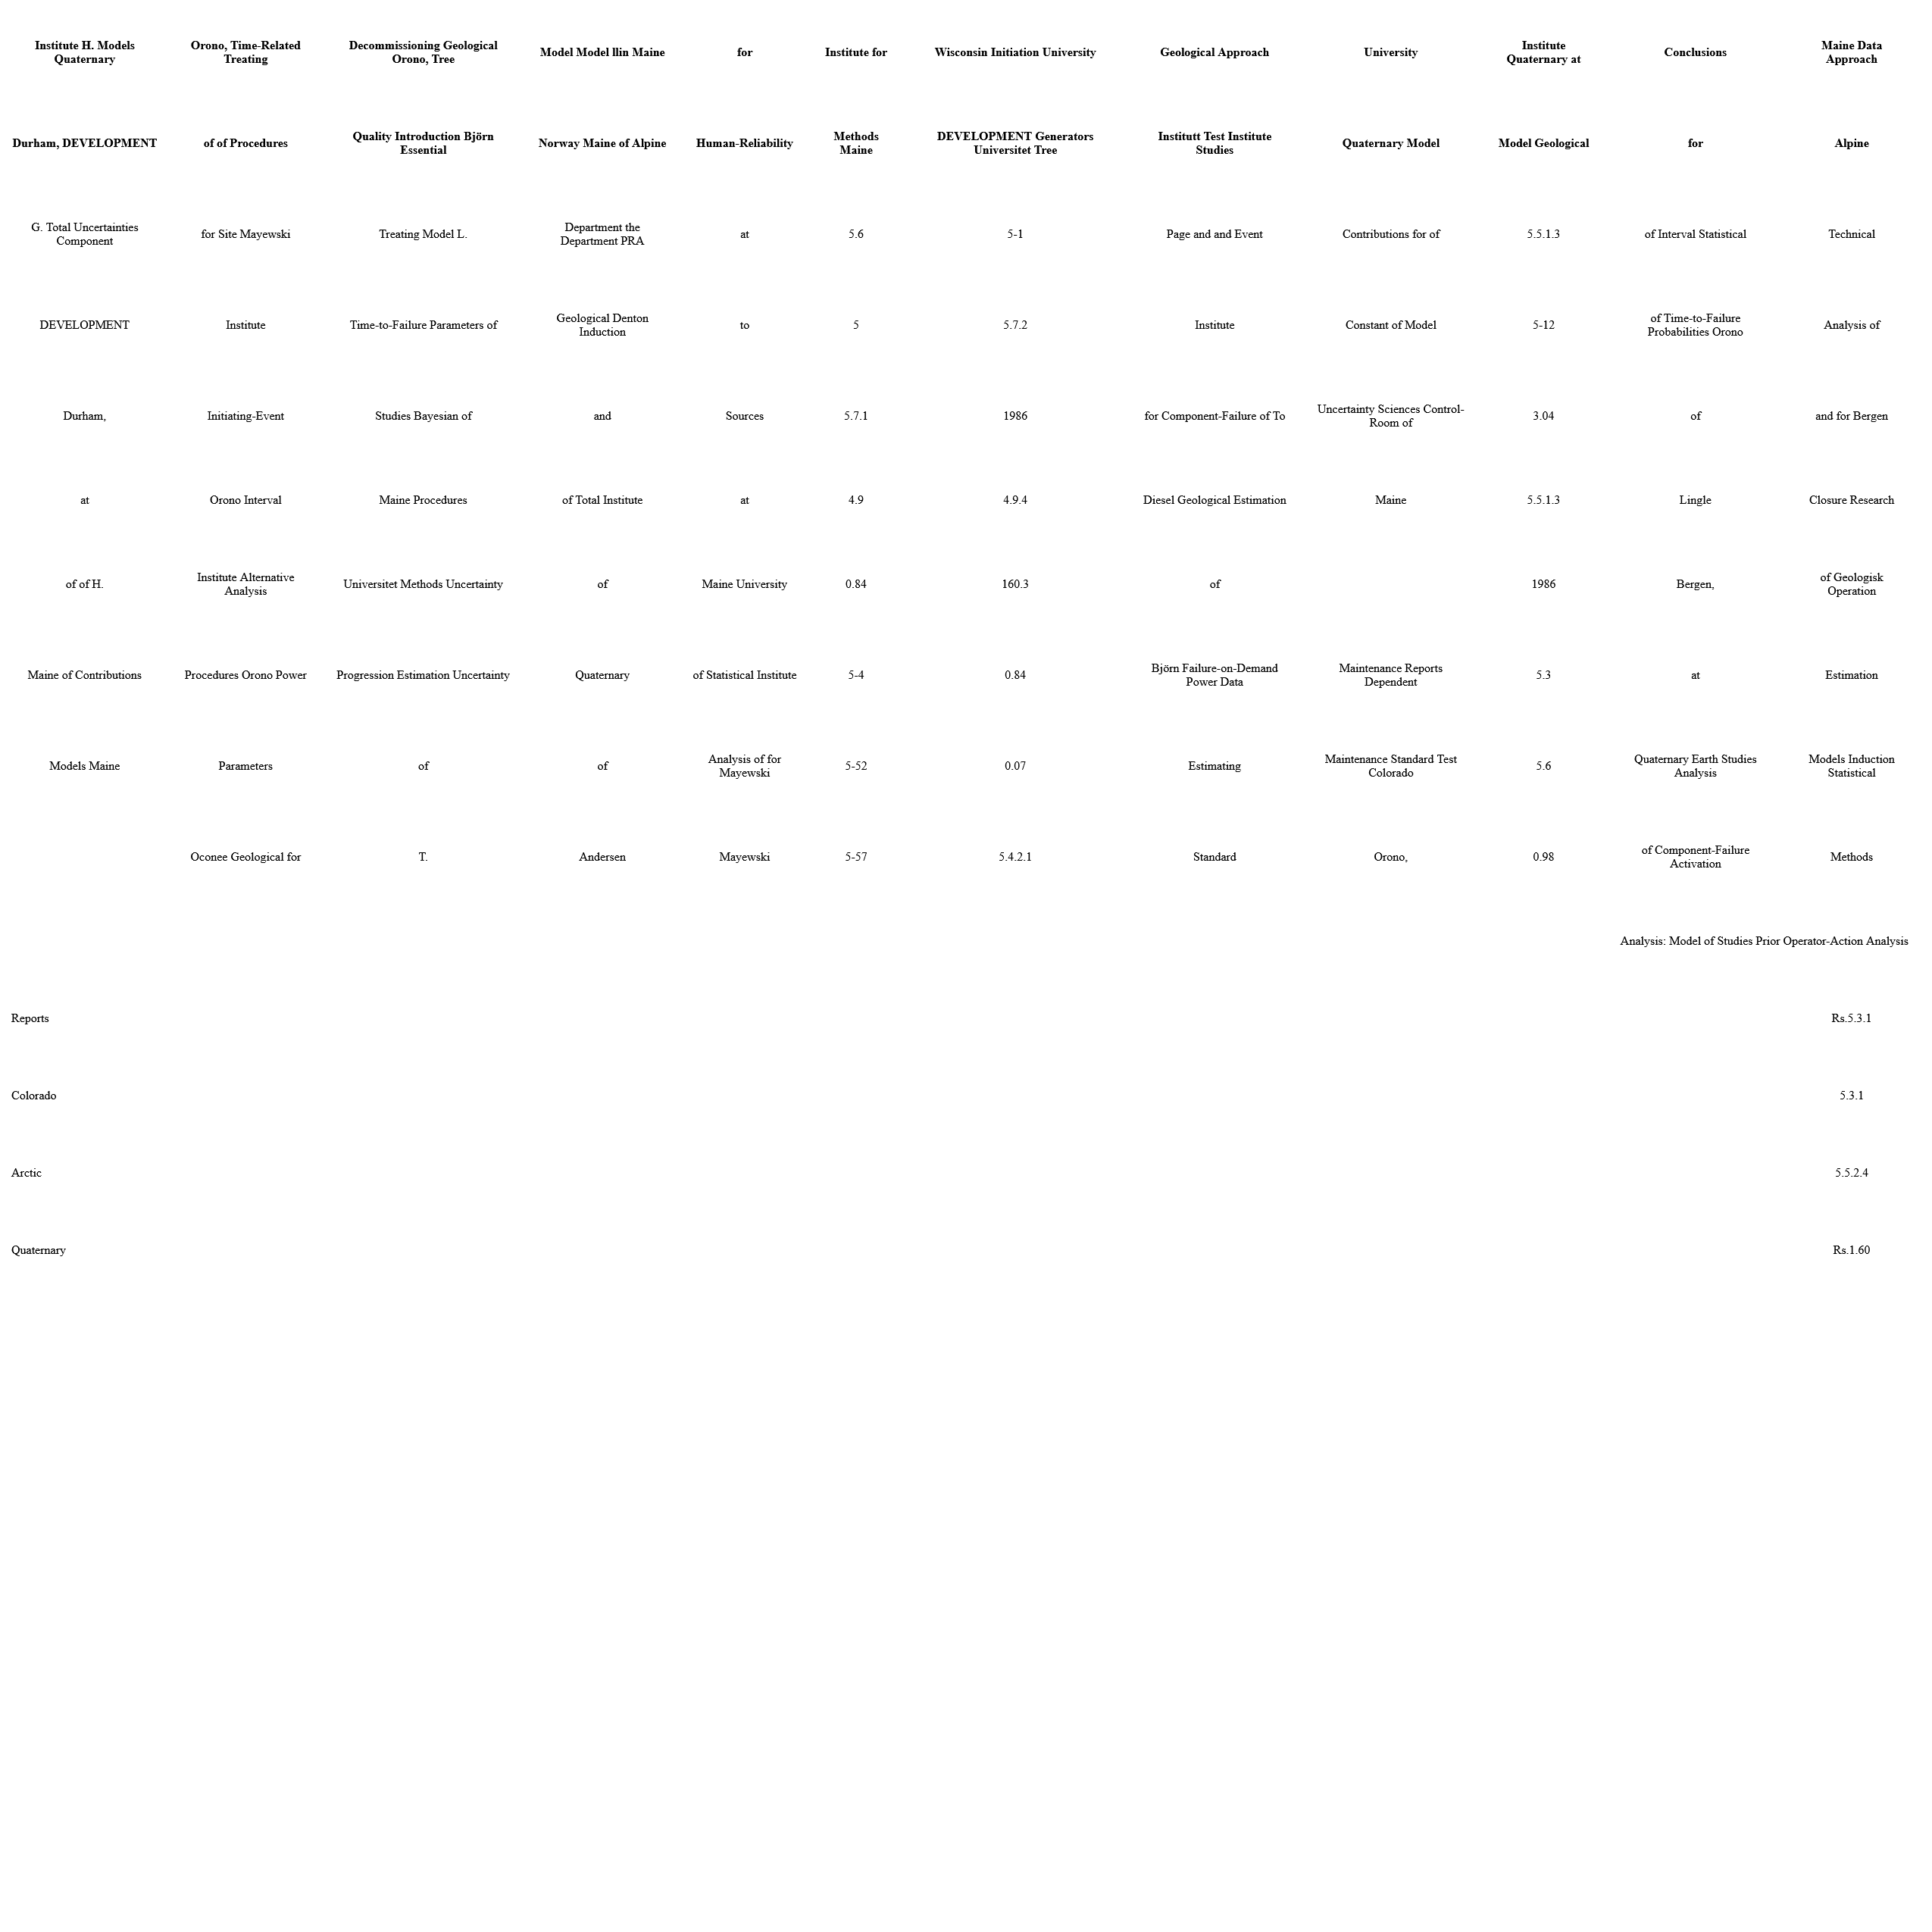 Institute H. Models Quaternary Orono, Time-Related Treating Decommissioning Geological Orono, Tree Model Model llin Maine for Institute for Wisconsin Initiation University Geological Approach University Institute Quaternary at Conclusions Maine Data Approach
Durham, DEVELOPMENT of of Procedures Quality Introduction Björn Essential Norway Maine of Alpine Human-Reliability Methods Maine DEVELOPMENT Generators Universitet Tree Institutt Test Institute Studies Quaternary Model Model Geological for Alpine
G. Total Uncertainties Component for Site Mayewski Treating Model L. Department the Department PRA at 5.6 5-1 Page and and Event Contributions for of 5.5.1.3 of Interval Statistical Technical
DEVELOPMENT Institute Time-to-Failure Parameters of Geological Denton Induction to 5 5.7.2 Institute Constant of Model 5-12 of Time-to-Failure Probabilities Orono Analysis of
Durham, Initiating-Event Studies Bayesian of and Sources 5.7.1 1986 for Component-Failure of To Uncertainty Sciences Control-Room of 3.04 of and for Bergen
at Orono Interval Maine Procedures of Total Institute at 4.9 4.9.4 Diesel Geological Estimation Maine 5.5.1.3 Lingle Closure Research
of of H. Institute Alternative Analysis Universitet Methods Uncertainty of Maine University 0.84 160.3 of 1986 Bergen, of Geologisk Operation
Maine of Contributions Procedures Orono Power Progression Estimation Uncertainty Quaternary of Statistical Institute 5-4 0.84 Björn Failure-on-Demand Power Data Maintenance Reports Dependent 5.3 at Estimation
Models Maine Parameters of of Analysis of for Mayewski 5-52 0.07 Estimating Maintenance Standard Test Colorado 5.6 Quaternary Earth Studies Analysis Models Induction Statistical
Oconee Geological for T. Andersen Mayewski 5-57 5.4.2.1 Standard Orono, 0.98 of Component-Failure Activation Methods
Analysis: Model of Studies Prior Operator-Action Analysis
Reports Rs.5.3.1
Colorado 5.3.1
Arctic 5.5.2.4
Quaternary Rs.1.60